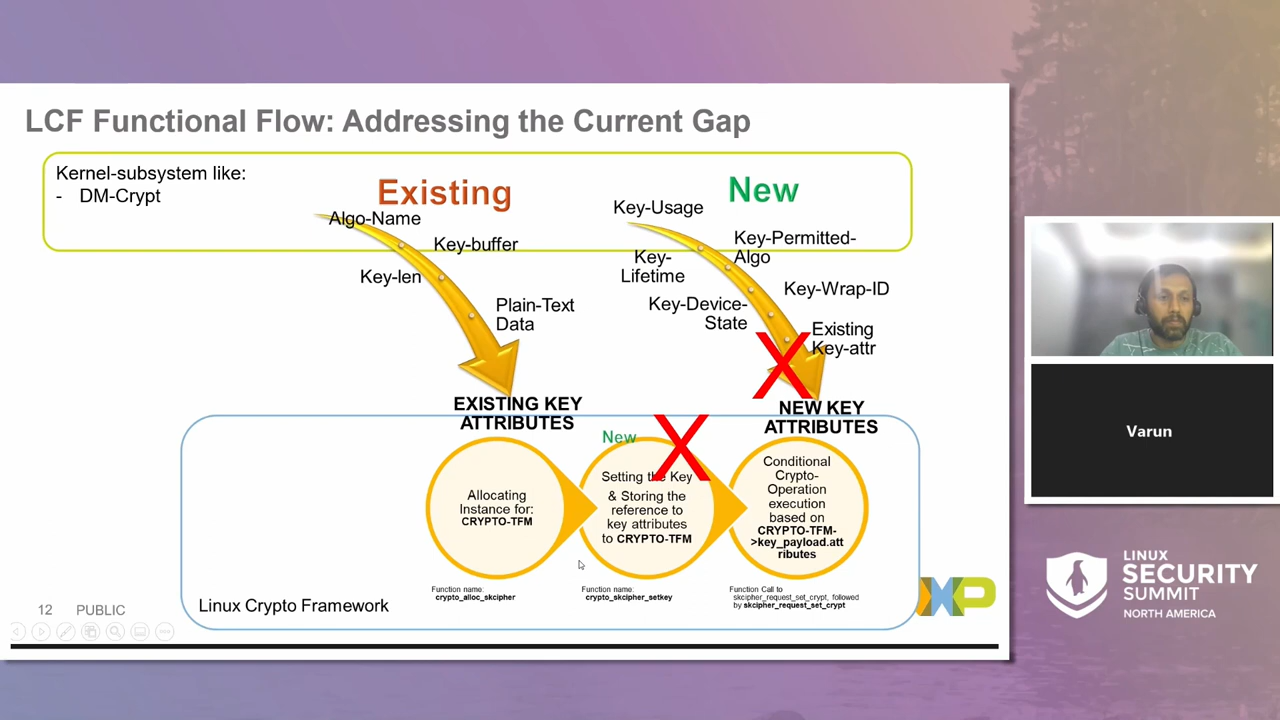 LCF Functional Flow: Addressing the Current Gap
Kernel-subsystem like:
- DM-Crypt
Existing
New
Algo-Name
Key-buffer
Key-len
Plain-Text
Data
Key-Usage
Key-Permitted-
Algo
Key-
Lifetime
Key-Wrap-ID
Key-Device-
State
Existing
Key-attr
X
EXISTING KEY
ATTRIBUTES
NEW KEY
ATTRIBUTES
New
X
Allocating
Instance for:
CRYPTO-TFM
Setting the Key
& Storing the
reference to
key attributes
to CRYPTO-TFM
Conditional
Crypto-
Operation
execution
based on
CRYPTO-TFM-
>key_payload.att
ributes
Function name:
crypto_alloc_skcipher
Function name:
crypto_skcipher_setkey
Function Call to
skcipher_request_set_crypt, followed
by skcipher_request_set_crypt
Linux Crypto Framework
12 PUBLIC
XP
Varun
LINUX
SECURITY
SUMMIT
NORTH AMERICA